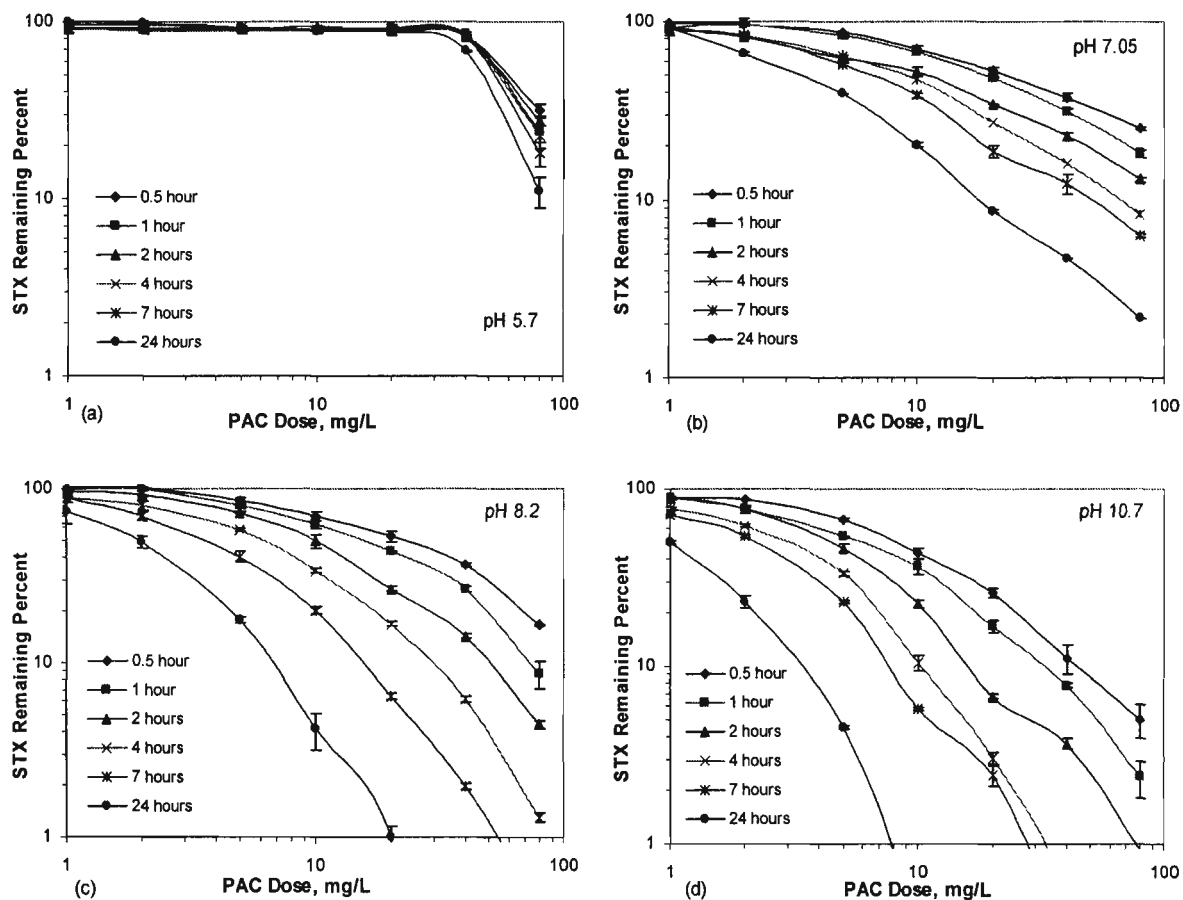 STX Remaining Percent
100
10
1
0.5 hour
1 hour
2 hours
4 hours
7 hours
24 hours
pH 5.7
1
10
100
(a)
PAC Dose, mg/L
STX Remaining Percent
100
10
1
pH 7.05
0.5 hour
1 hour
2 hours
4 hours
7 hours
24 hours
1
10
100
(b)
PAC Dose, mg/L
STX Remaining Percent
100
10
1
pH 8.2
0.5 hour
1 hour
2 hours
4 hours
7 hours
24 hours
1
10
100
(c)
PAC Dose, mg/L
STX Remaining Percent
100
10
1
pH 10.7
0.5 hour
1 hour
2 hours
4 hours
7 hours
24 hours
1
10
100
(d)
PAC Dose, mg/L